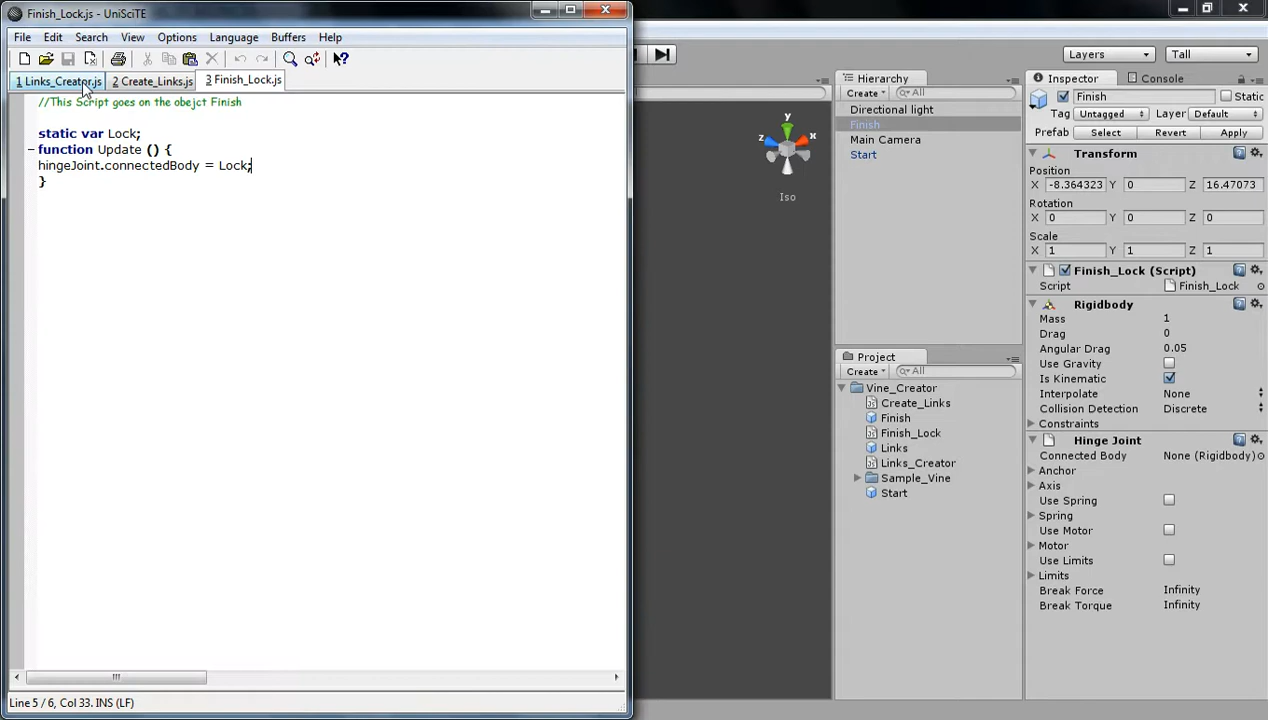 Finish_Lock.js - UniSciTE
File Edit Search View Options Language Buffers Help
1 Links_Creator.js 2 Create_Links.js 3 Finish_Lock.js
//This Script goes on the obejct Finish
static var Lock;
function Update () {
hingeJoint.connectedBody = Lock;
}
Line 5 / 6, Col 33. INS (LF)
Layers Tall
y
z x
Iso
Hierarchy
Create All
Directional light
Finish
Main Camera
Start
Project
Create All
Vine_Creator
Create_Links
Finish
Finish_Lock
Links
Links_Creator
Sample_Vine
Start
Inspector Console
Finish Static
Tag Untagged Layer Default
Prefab Select Revert Apply
Transform
Position
X -8.364323 Y 0 Z 16.47073
Rotation
X 0 Y 0 Z 0
Scale
X 1 Y 1 Z 1
Finish_Lock (Script)
Script Finish_Lock
Rigidbody
Mass 1
Drag 0
Angular Drag 0.05
Use Gravity
Is Kinematic
Interpolate None
Collision Detection Discrete
Constraints
Hinge Joint
Connected Body None (Rigidbody)
Anchor
Axis
Use Spring
Spring
Use Motor
Motor
Use Limits
Limits
Break Force Infinity
Break Torque Infinity